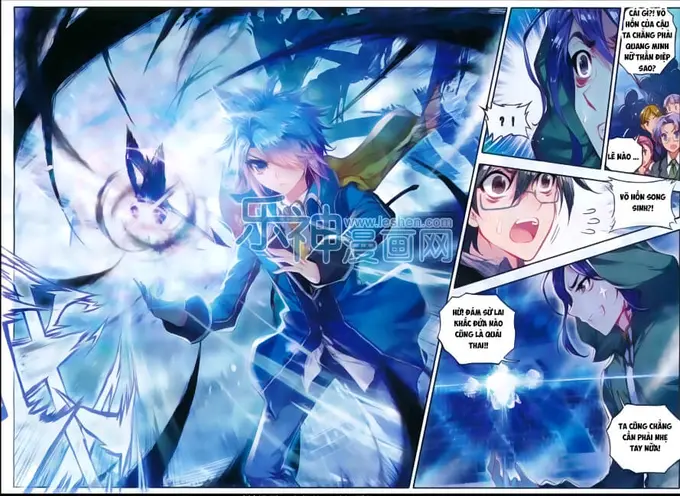 CÁI GÌ?! VÕ
HỒN CỦA CẬU
TA CHẲNG PHẢI
QUANG MINH
NỮ THẦN ĐIỆP
SAO?
? !
LẼ NÀO ...
VÕ HỒN SONG
SINH?!
乐神漫画网
www.leshen.com
HỪ! ĐÁM SỬ LAI
KHẮC ĐỨA NÀO
CŨNG LÀ QUÁI
THAI!!
TA CŨNG CHẲNG
CẦN PHẢI NHẸ
TAY NỮA!